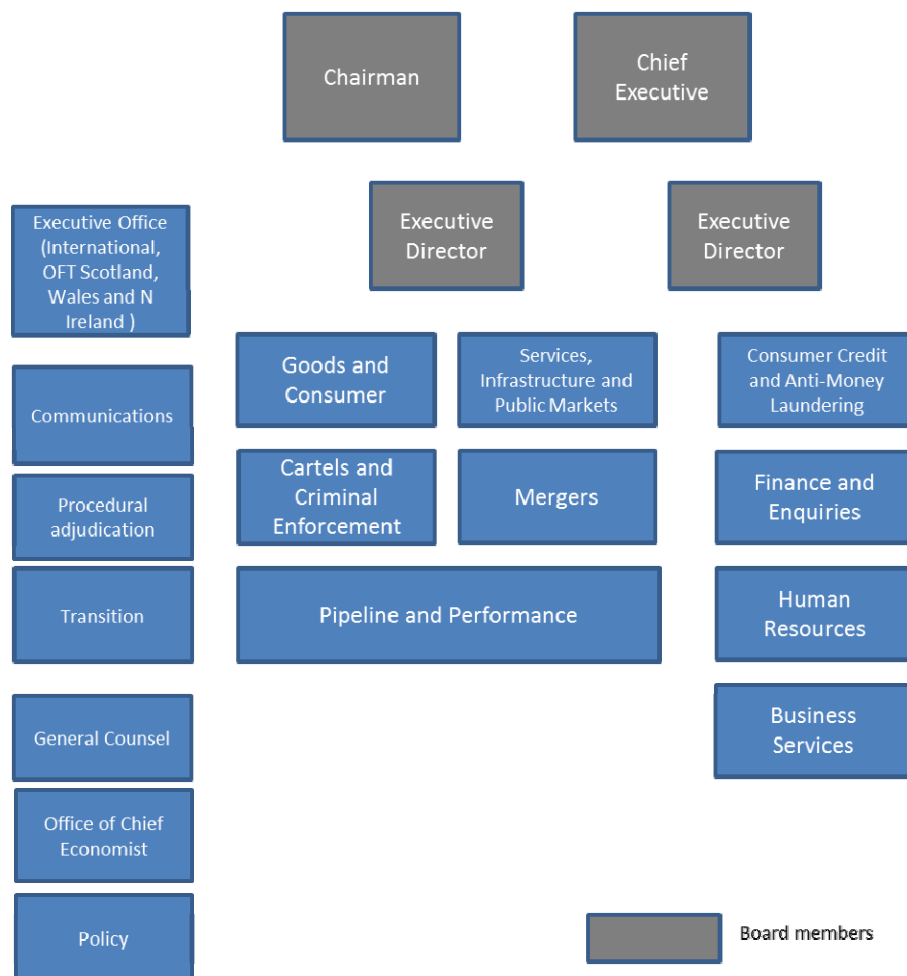 Chairman
Chief
Executive
Executive
Director
Executive
Director
Executive Office
(International,
OFT Scotland,
Wales and N
Ireland )
Goods and
Consumer
Services,
Infrastructure and
Public Markets
Consumer Credit
and Anti-Money
Laundering
Communications
Cartels and
Criminal
Enforcement
Mergers
Finance and
Enquiries
Procedural
adjudication
Transition
Pipeline and Performance
Human
Resources
General Counsel
Business
Services
Office of Chief
Economist
Policy
Board members